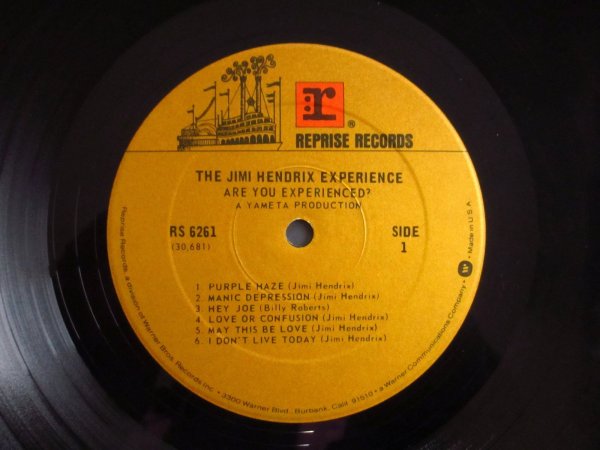 r ®
REPRISE RECORDS
THE JIMI HENDRIX EXPERIENCE
ARE YOU EXPERIENCED?
A YAMETA PRODUCTION
RS 6261
(30,681)
SIDE
1
1. PURPLE HAZE (Jimi Hendrix)
2. MANIC DEPRESSION (Jimi Hendrix)
3. HEY JOE (Billy Roberts)
4. LOVE OR CONFUSION (Jimi Hendrix)
5. MAY THIS BE LOVE (Jimi Hendrix)
6. I DON'T LIVE TODAY (Jimi Hendrix)
Reprise Records, a division of Warner Bros. Records Inc. • 3300 Warner Blvd., Burbank, Calif. 91510 • a Warner Communications Company • Made in U.S.A.